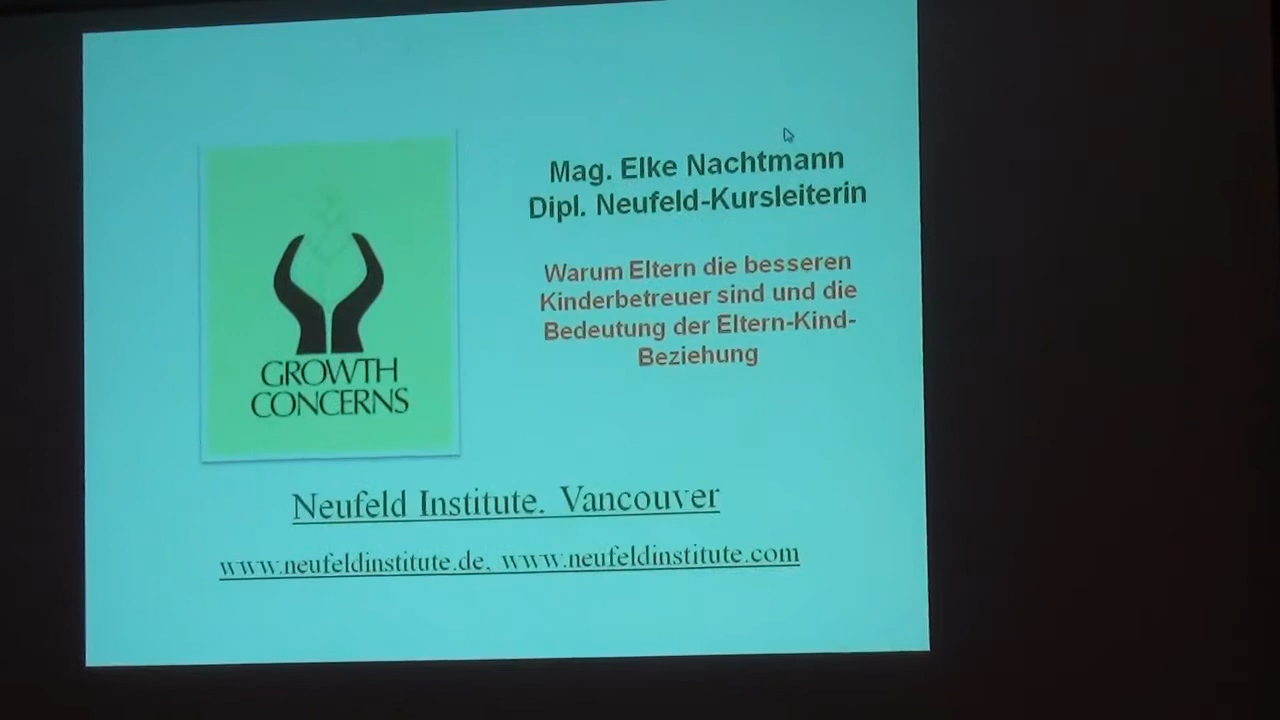 Mag. Elke Nachtmann
Dipl. Neufeld-Kursleiterin
Warum Eltern die besseren
Kinderbetreuer sind und die
Bedeutung der Eltern-Kind-
Beziehung
GROWTH
CONCERNS
Neufeld Institute. Vancouver
www.neufeldinstitute.de. www.neufeldinstitute.com